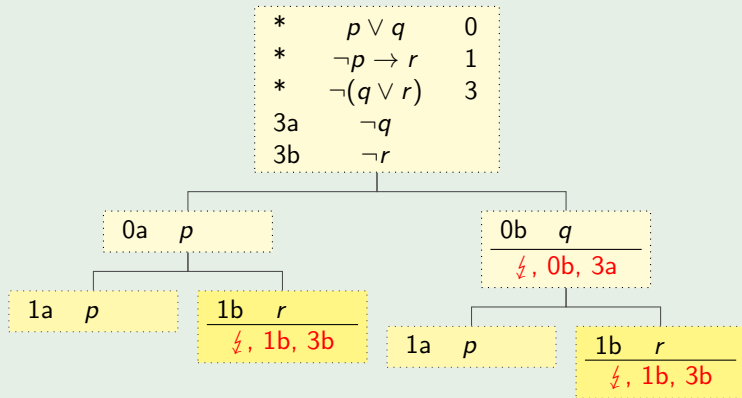 * p ∨ q 0
* ¬p → r 1
* ¬(q ∨ r) 3
3a ¬q
3b ¬r
0a p
0b q
↯, 0b, 3a
1a p
1b r
↯, 1b, 3b
1a p
1b r
↯, 1b, 3b